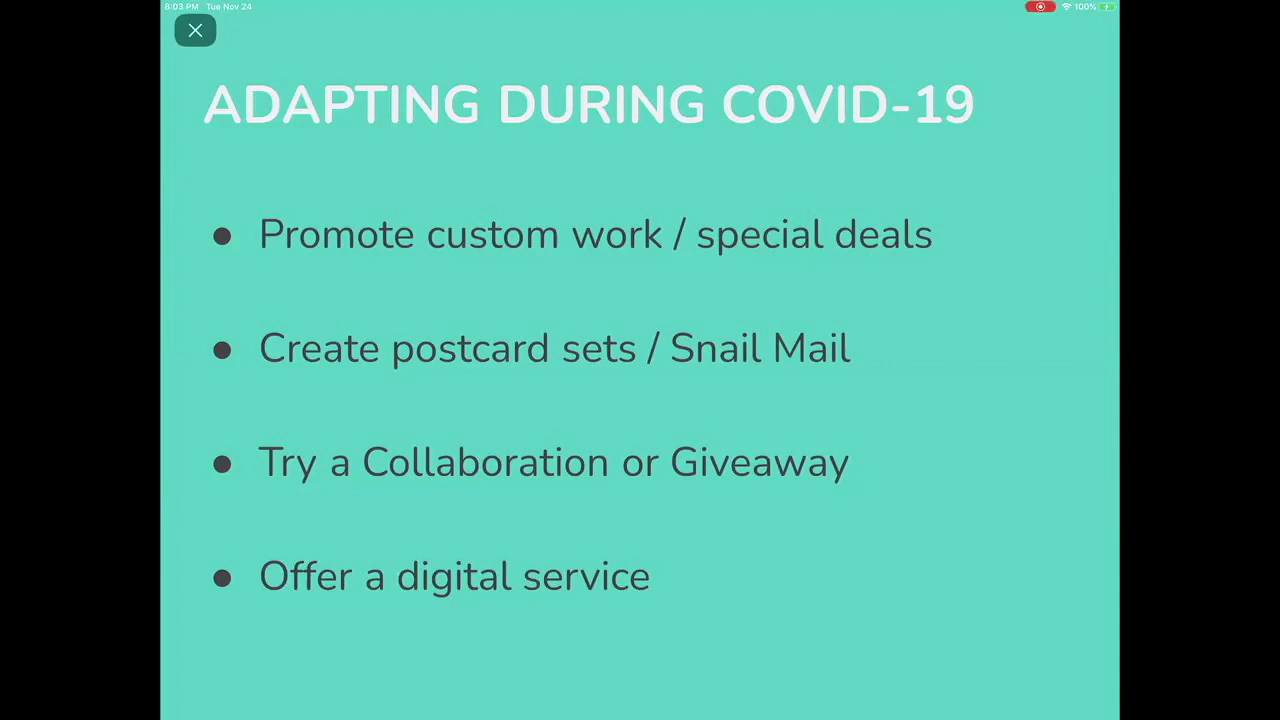 8:03 PM Tue Nov 24
100%
ADAPTING DURING COVID-19
● Promote custom work / special deals
● Create postcard sets / Snail Mail
● Try a Collaboration or Giveaway
● Offer a digital service